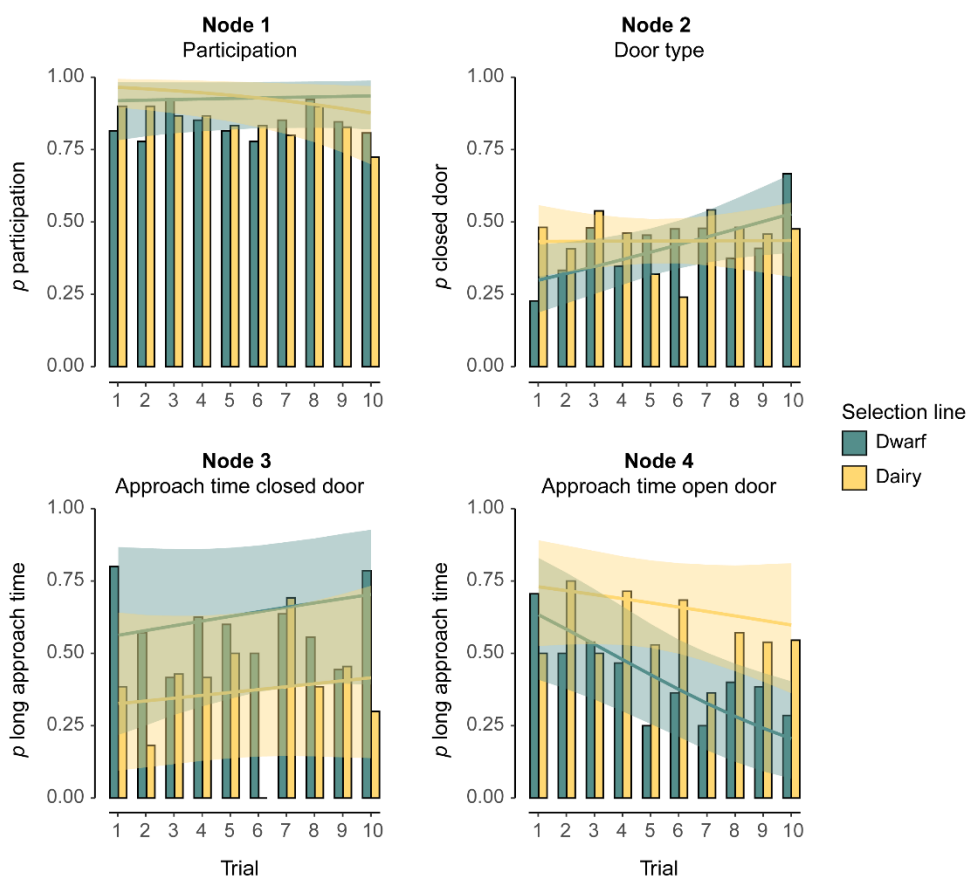 Node 1
Participation
p participation
1.00
0.75
0.50
0.25
0.00
1 2 3 4 5 6 7 8 9 10
Node 2
Door type
p closed door
1.00
0.75
0.50
0.25
0.00
1 2 3 4 5 6 7 8 9 10
Selection line
Dwarf
Dairy
Node 3
Approach time closed door
p long approach time
1.00
0.75
0.50
0.25
0.00
1 2 3 4 5 6 7 8 9 10
Trial
Node 4
Approach time open door
p long approach time
1.00
0.75
0.50
0.25
0.00
1 2 3 4 5 6 7 8 9 10
Trial